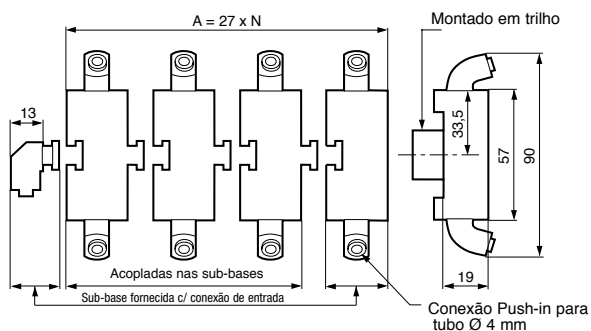 A = 27 x N
Montado em trilho
13
33,5
57
90
19
Acopladas nas sub-bases
Sub-base fornecida c/ conexão de entrada
Conexão Push-in para
tubo Ø 4 mm